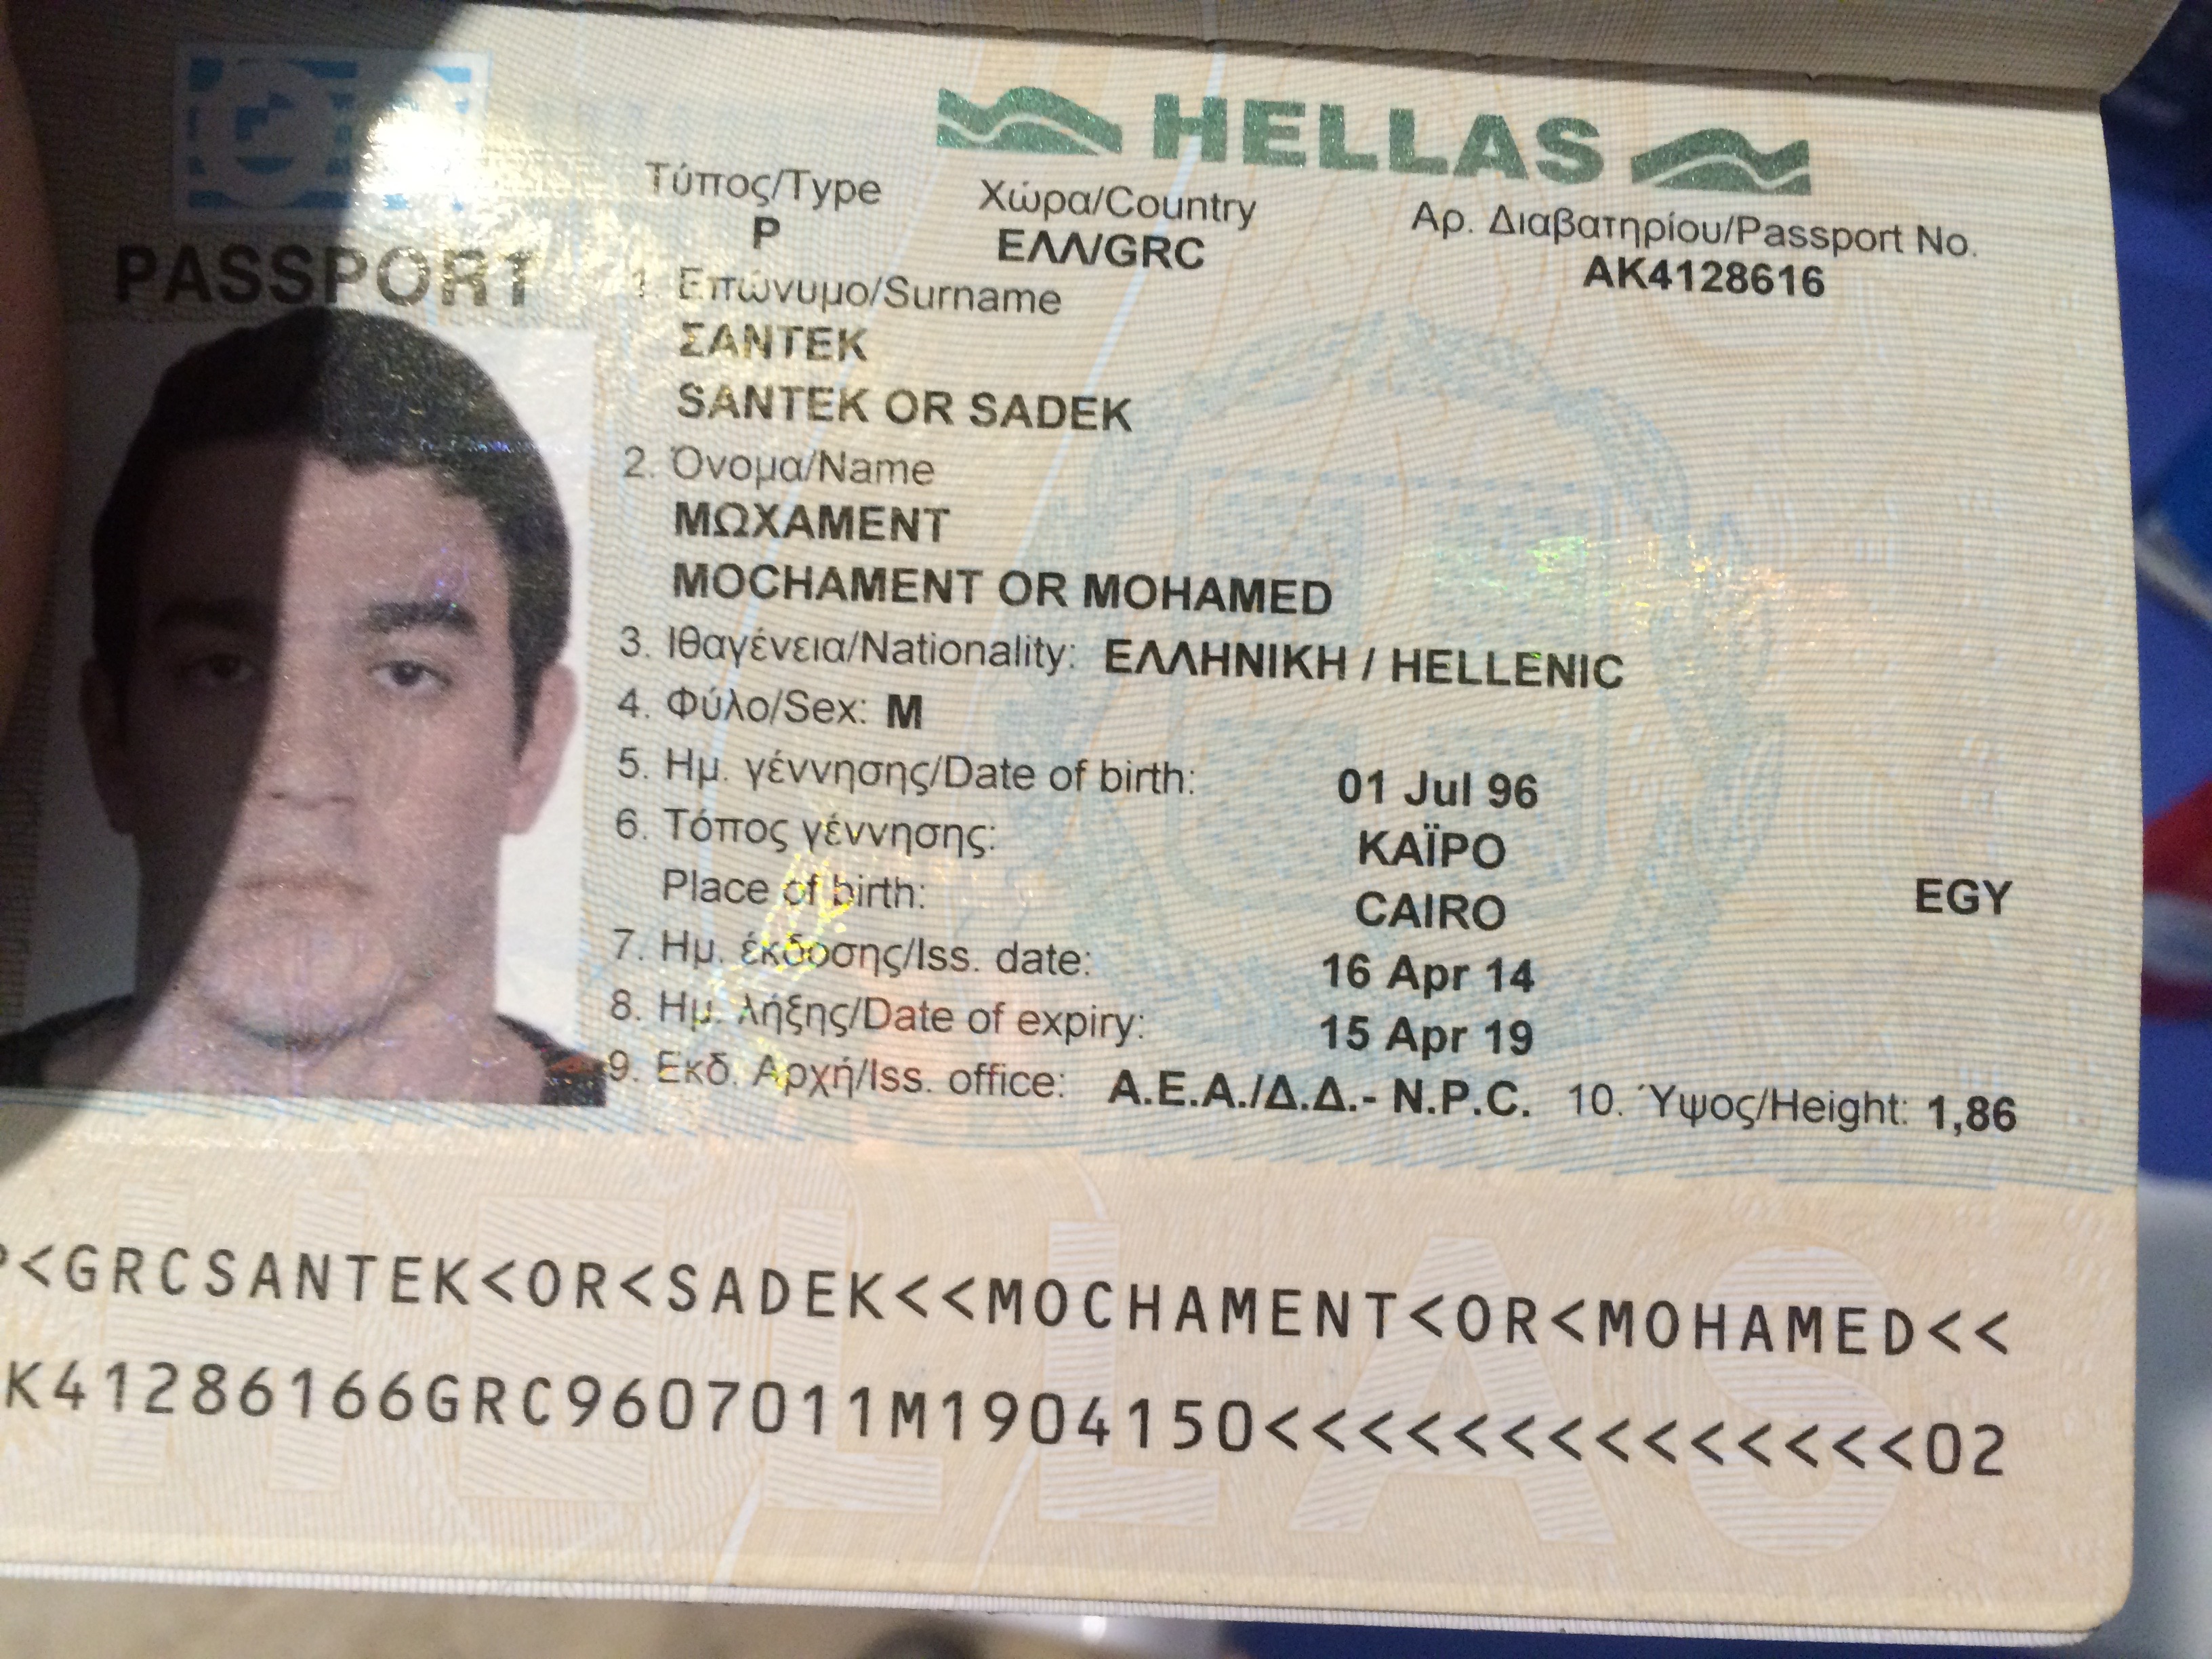 HELLAS
PASSPORT
Τύπος/Type
P
Χώρα/Country
ΕΛΛ/GRC
Αρ. Διαβατηρίου/Passport No.
AK4128616
1. Επώνυμο/Surname
ΣΑΝΤΕΚ
SANTEK OR SADEK
2. Όνομα/Name
ΜΩΧΑΜΕΝΤ
MOCHAMENT OR MOHAMED
3. Ιθαγένεια/Nationality: ΕΛΛΗΝΙΚΗ / HELLENIC
4. Φύλο/Sex: M
5. Ημ. γέννησης/Date of birth: 01 Jul 96
6. Τόπος γέννησης: ΚΑΪΡΟ
Place of birth: CAIRO EGY
7. Ημ. έκδοσης/Iss. date: 16 Apr 14
8. Ημ. λήξης/Date of expiry: 15 Apr 19
9. Εκδ. Αρχή/Iss. office: Α.Ε.Α./Δ.Δ.- N.P.C. 10. Ύψος/Height: 1,86
P<GRCSANTEK<OR<SADEK<<MOCHAMENT<OR<MOHAMED<<
K41286166GRC9607011M1904150<<<<<<<<<<<<<<02
HELLAS